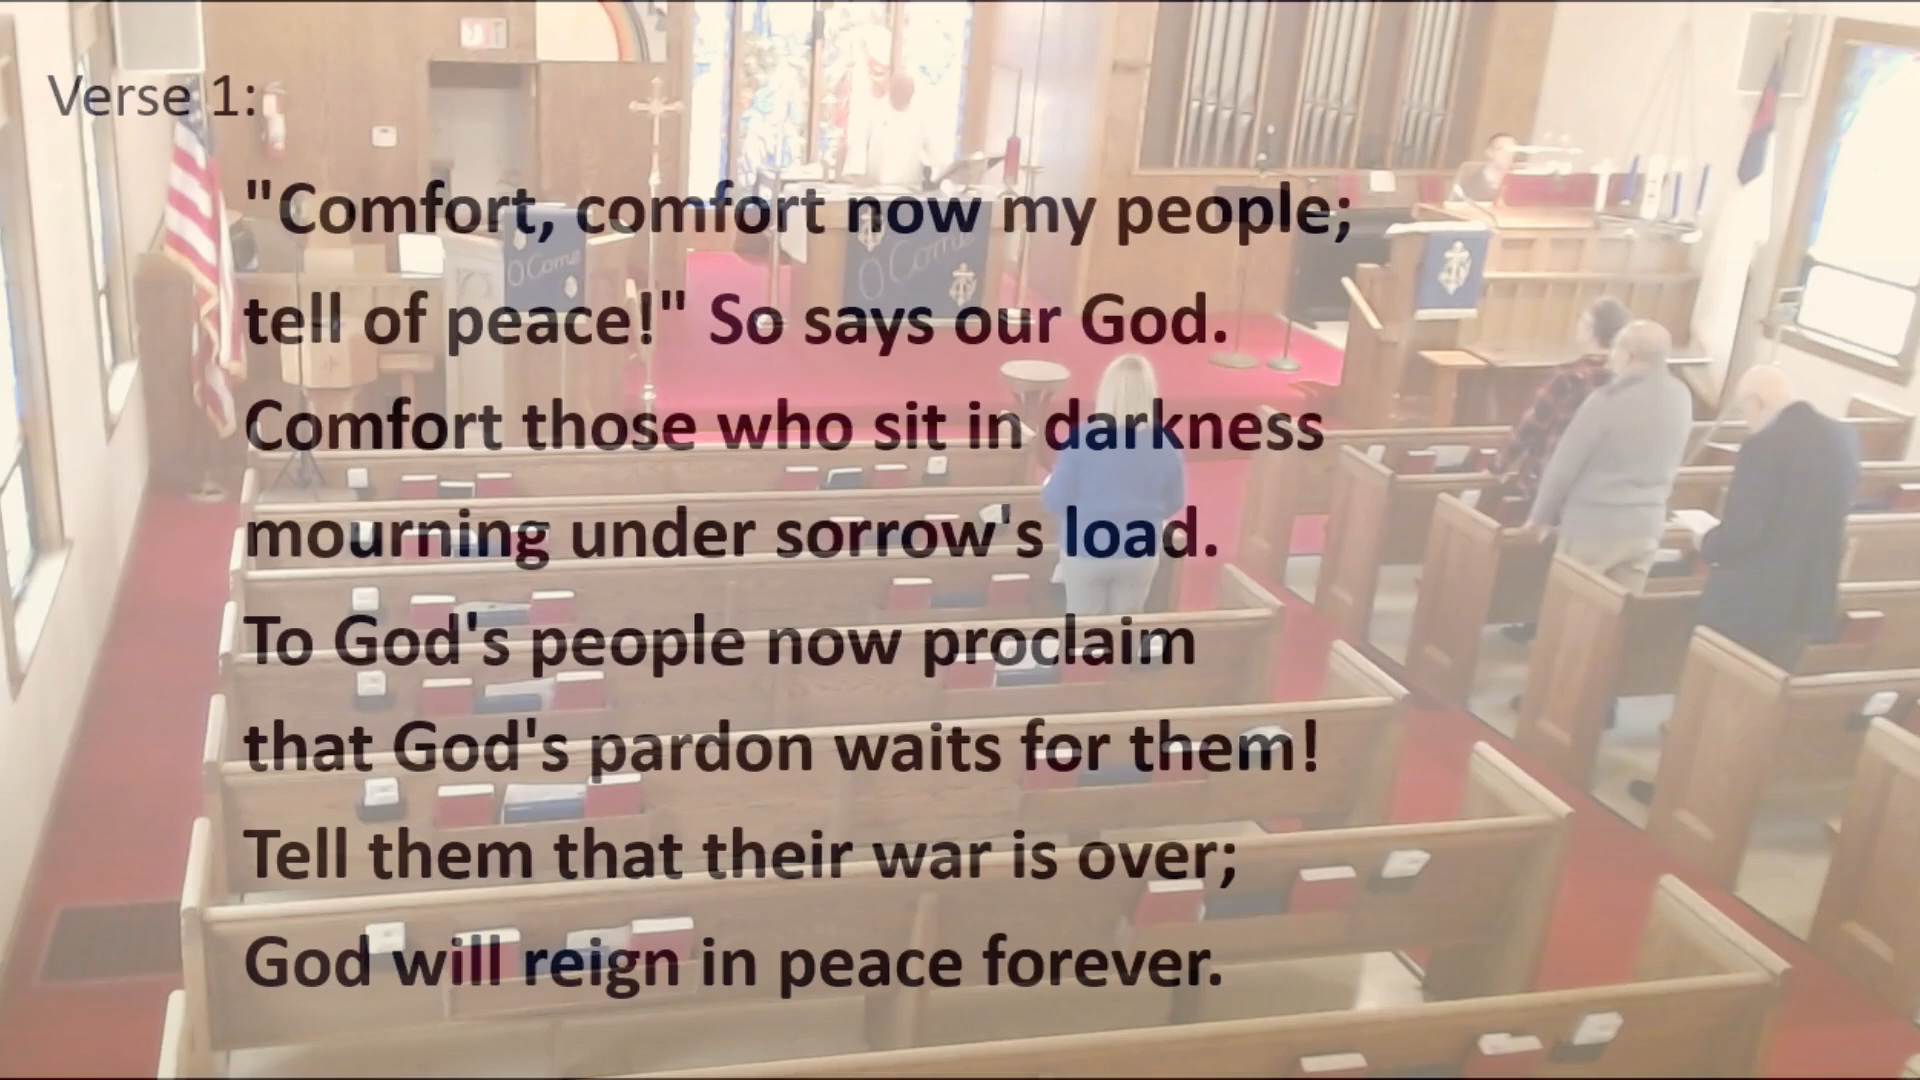 Verse 1:
"Comfort, comfort now my people;
tell of peace!" So says our God.
Comfort those who sit in darkness
mourning under sorrow's load.
To God's people now proclaim
that God's pardon waits for them!
Tell them that their war is over;
God will reign in peace forever.
O Come
O Come